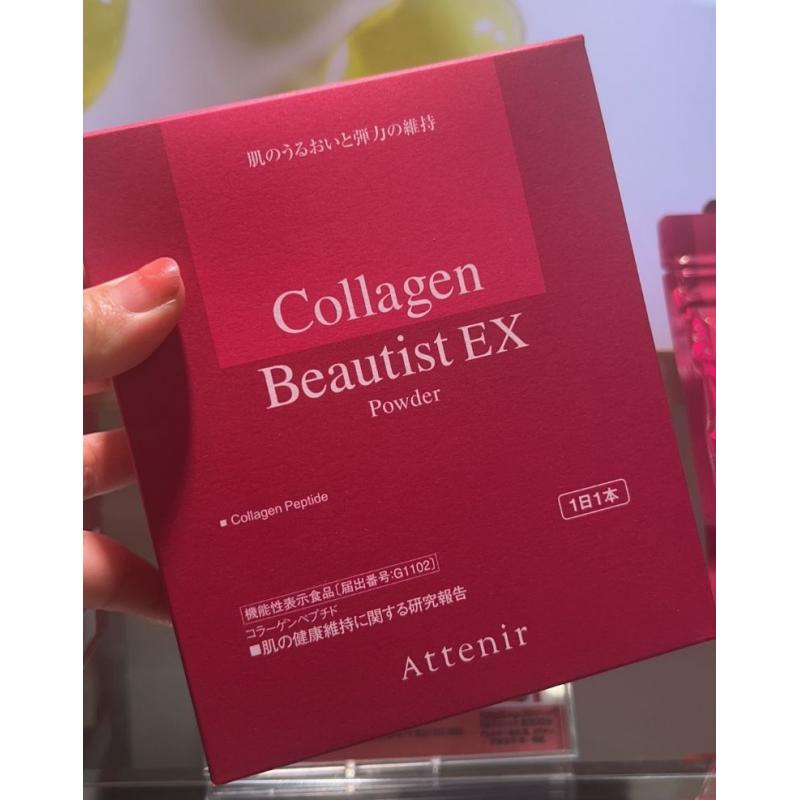 肌のうるおいと弾力の維持
Collagen
Beautist EX
Powder
■ Collagen Peptide
1日1本
機能性表示食品〔届出番号:G1102〕
コラーゲンペプチド
■肌の健康維持に関する研究報告
Attenir